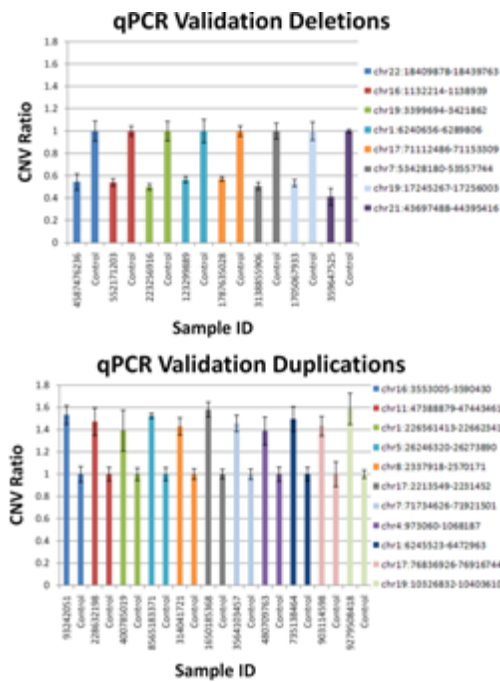 qPCR Validation Deletions
CNV Ratio
1.8
1.6
1.4
1.2
1
0.8
0.6
0.4
0.2
0
4587476236
Control
552171203
Control
223256916
Control
123299889
Control
1787635028
Control
3138855906
Control
1705067933
Control
359647525
Control
Sample ID
chr22:18409878-18439763
chr16:1132214-1138939
chr19:3399694-3421862
chr1:6240656-6289806
chr17:71112486-71153309
chr7:53428180-53557744
chr19:17245267-17256003
chr21:43697488-44395416
qPCR Validation Duplications
CNV Ratio
1.8
1.6
1.4
1.2
1
0.8
0.6
0.4
0.2
0
93242051
Control
228632198
Control
400785019
Control
8565183371
Control
314041721
Control
1650185368
Control
3564103457
Control
480709763
Control
735138464
Control
903114598
Control
9279508418
Control
Sample ID
chr16:3553005-3590430
chr11:47388879-47443461
chr1:226561413-22662341
chr5:26246320-26273890
chr8:2337918-2570171
chr17:2213549-2231452
chr7:71734626-71921501
chr4:973060-1068187
chr1:6245523-6472963
chr17:76836926-76916744
chr19:10326832-10403610